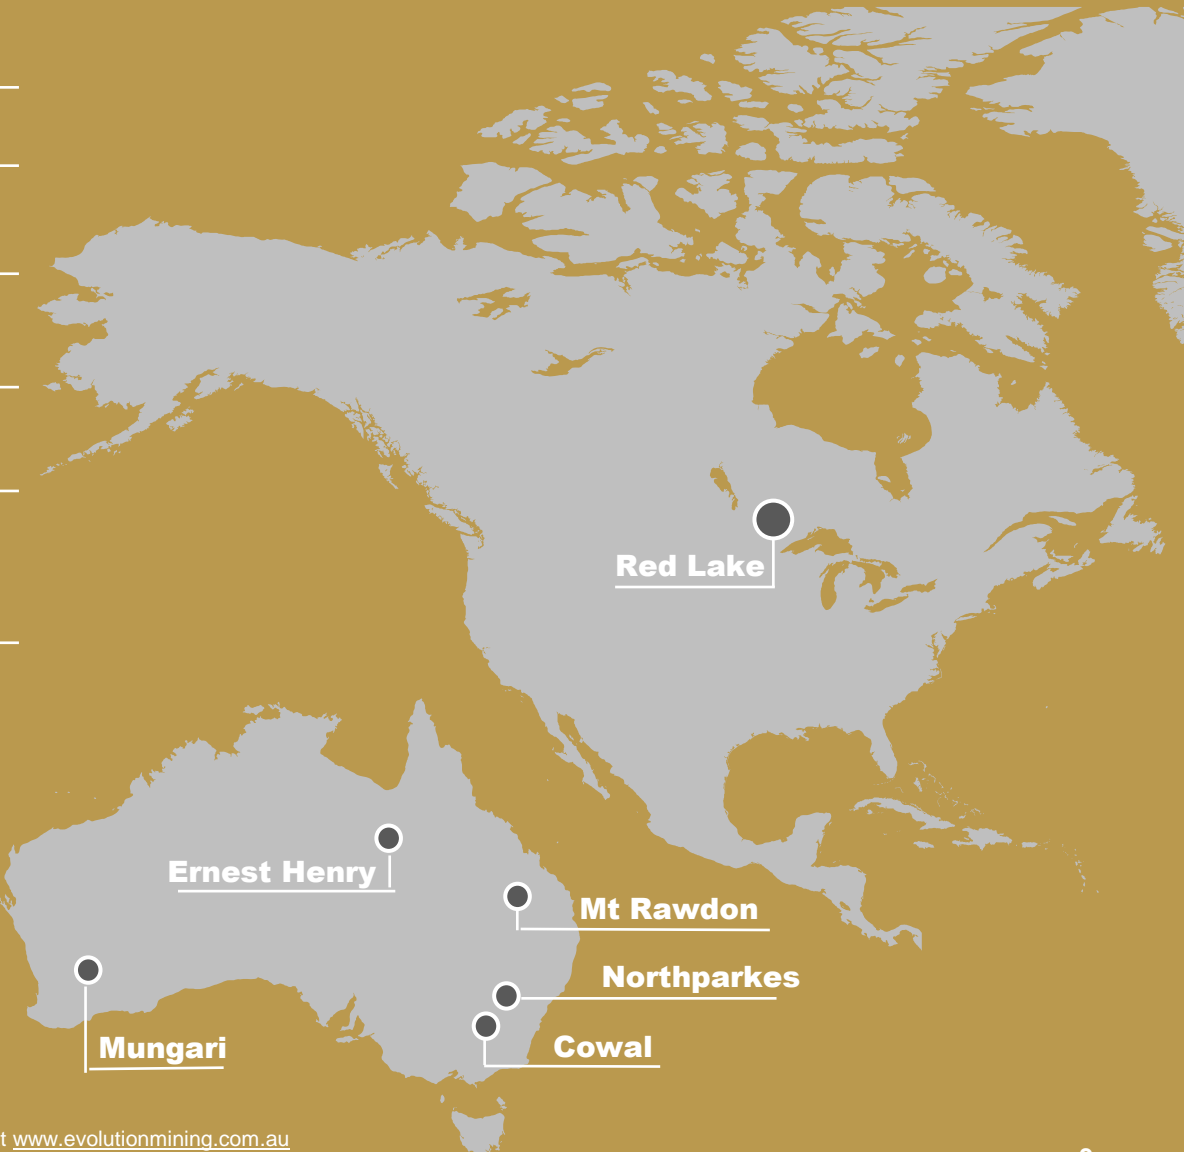 Red Lake
Ernest Henry
Mt Rawdon
Northparkes
Mungari
Cowal
t www.evolutionmining.com.au